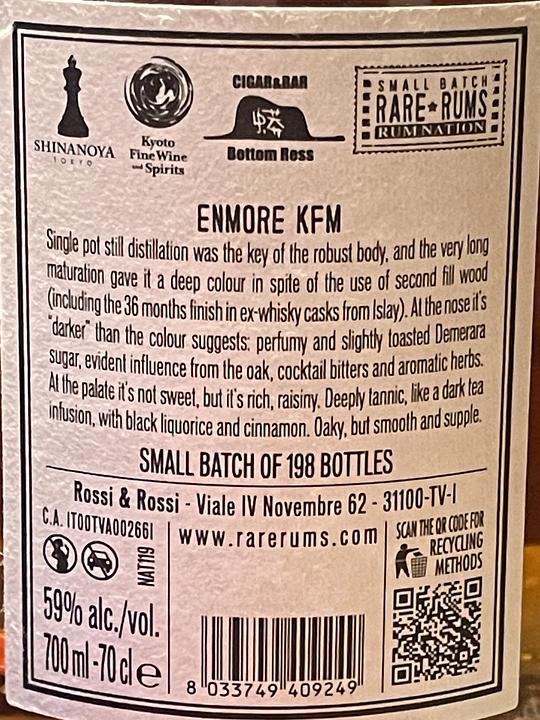 SHINANOYA
TOKYO
Kyoto
Fine Wine
and Spirits
CIGAR&BAR
Bottom Ross
SMALL BATCH
RARE★RUMS
RUM NATION
ENMORE KFM
Single pot still distillation was the key of the robust body, and the very long
maturation gave it a deep colour in spite of the use of second fill wood
(including the 36 months finish in ex-whisky casks from Islay). At the nose it's
"darker" than the colour suggests: perfumy and slightly toasted Demerara
sugar, evident influence from the oak, cocktail bitters and aromatic herbs.
At the palate it's not sweet, but it's rich, raisiny. Deeply tannic, like a dark tea
infusion, with black liquorice and cinnamon. Oaky, but smooth and supple.
SMALL BATCH OF 198 BOTTLES
Rossi & Rossi - Viale IV Novembre 62 - 31100-TV-I
C.A. IT00TVA00266I
NAT119
59% alc./vol.
700 ml -70 cl e
www.rarerums.com
8 033749 409249
SCAN THE QR CODE FOR
RECYCLING
METHODS